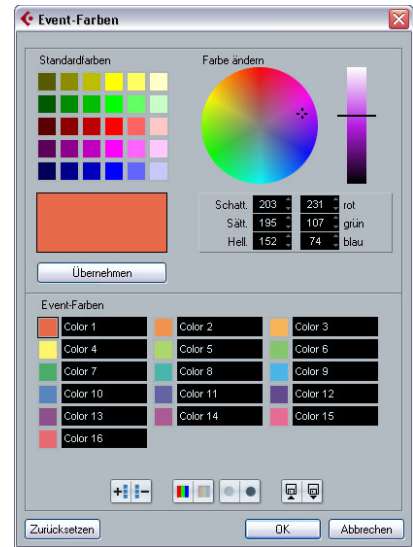 Event-Farben
Standardfarben
Farbe ändern
Schatt. 203 231 rot
Sätt. 195 107 grün
Hell. 152 74 blau
Übernehmen
Event-Farben
Color 1 Color 2 Color 3
Color 4 Color 5 Color 6
Color 7 Color 8 Color 9
Color 10 Color 11 Color 12
Color 13 Color 14 Color 15
Color 16
Zurücksetzen OK Abbrechen